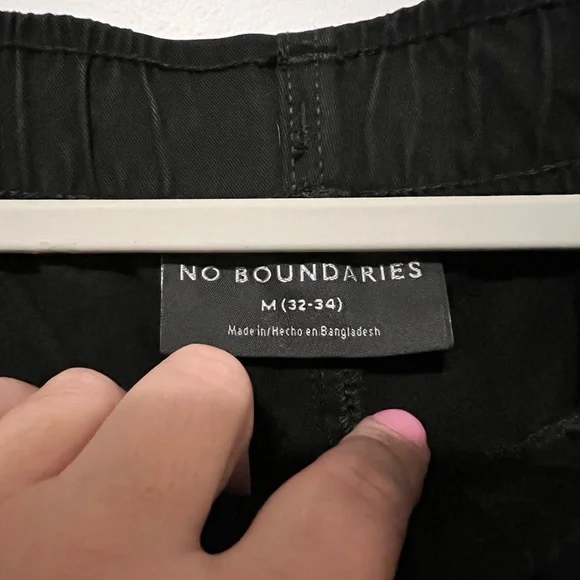 NO BOUNDARIES
M (32-34)
Made in/Hecho en Bangladesh